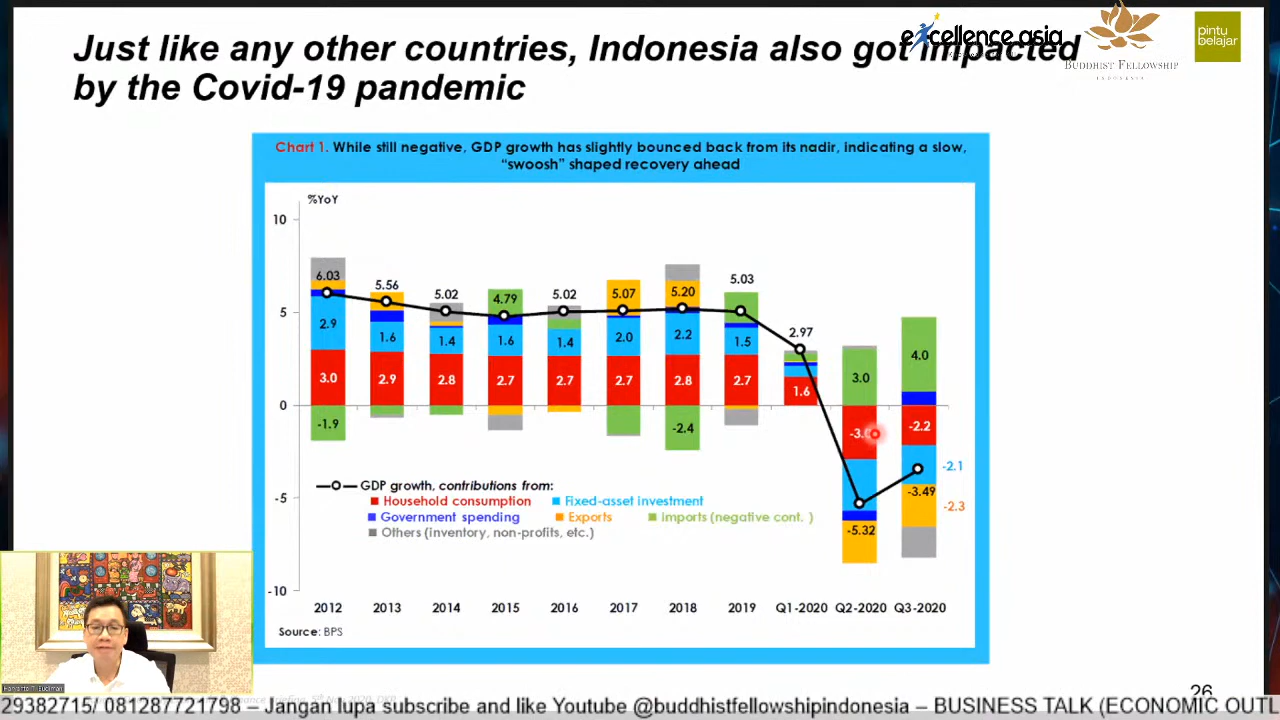 Just like any other countries, Indonesia also got impacted
by the Covid-19 pandemic
excellence asia
BUDDHIST FELLOWSHIP
INDONESIA
pintu
belajar
Chart 1. While still negative, GDP growth has slightly bounced back from its nadir, indicating a slow,
"swoosh" shaped recovery ahead
%YoY
10
5
0
-5
-10
6.03
5.56
5.02
4.79
5.02
5.07
5.20
5.03
2.97
2.9
1.6
1.4
1.6
1.4
2.0
2.2
1.5
3.0
4.0
3.0
2.9
2.8
2.7
2.7
2.7
2.8
2.7
1.6
-2.2
-1.9
-2.4
-2.1
-3.49
-2.3
-5.32
GDP growth, contributions from:
Household consumption
Fixed-asset investment
Government spending
Exports
Imports (negative cont. )
Others (inventory, non-profits, etc.)
2012 2013 2014 2015 2016 2017 2018 2019 Q1-2020 Q2-2020 Q3-2020
Source: BPS
26
29382715/ 081287721798 – Jangan lupa subscribe and like Youtube @buddhistfellowshipindonesia – BUSINESS TALK (ECONOMIC OUTL